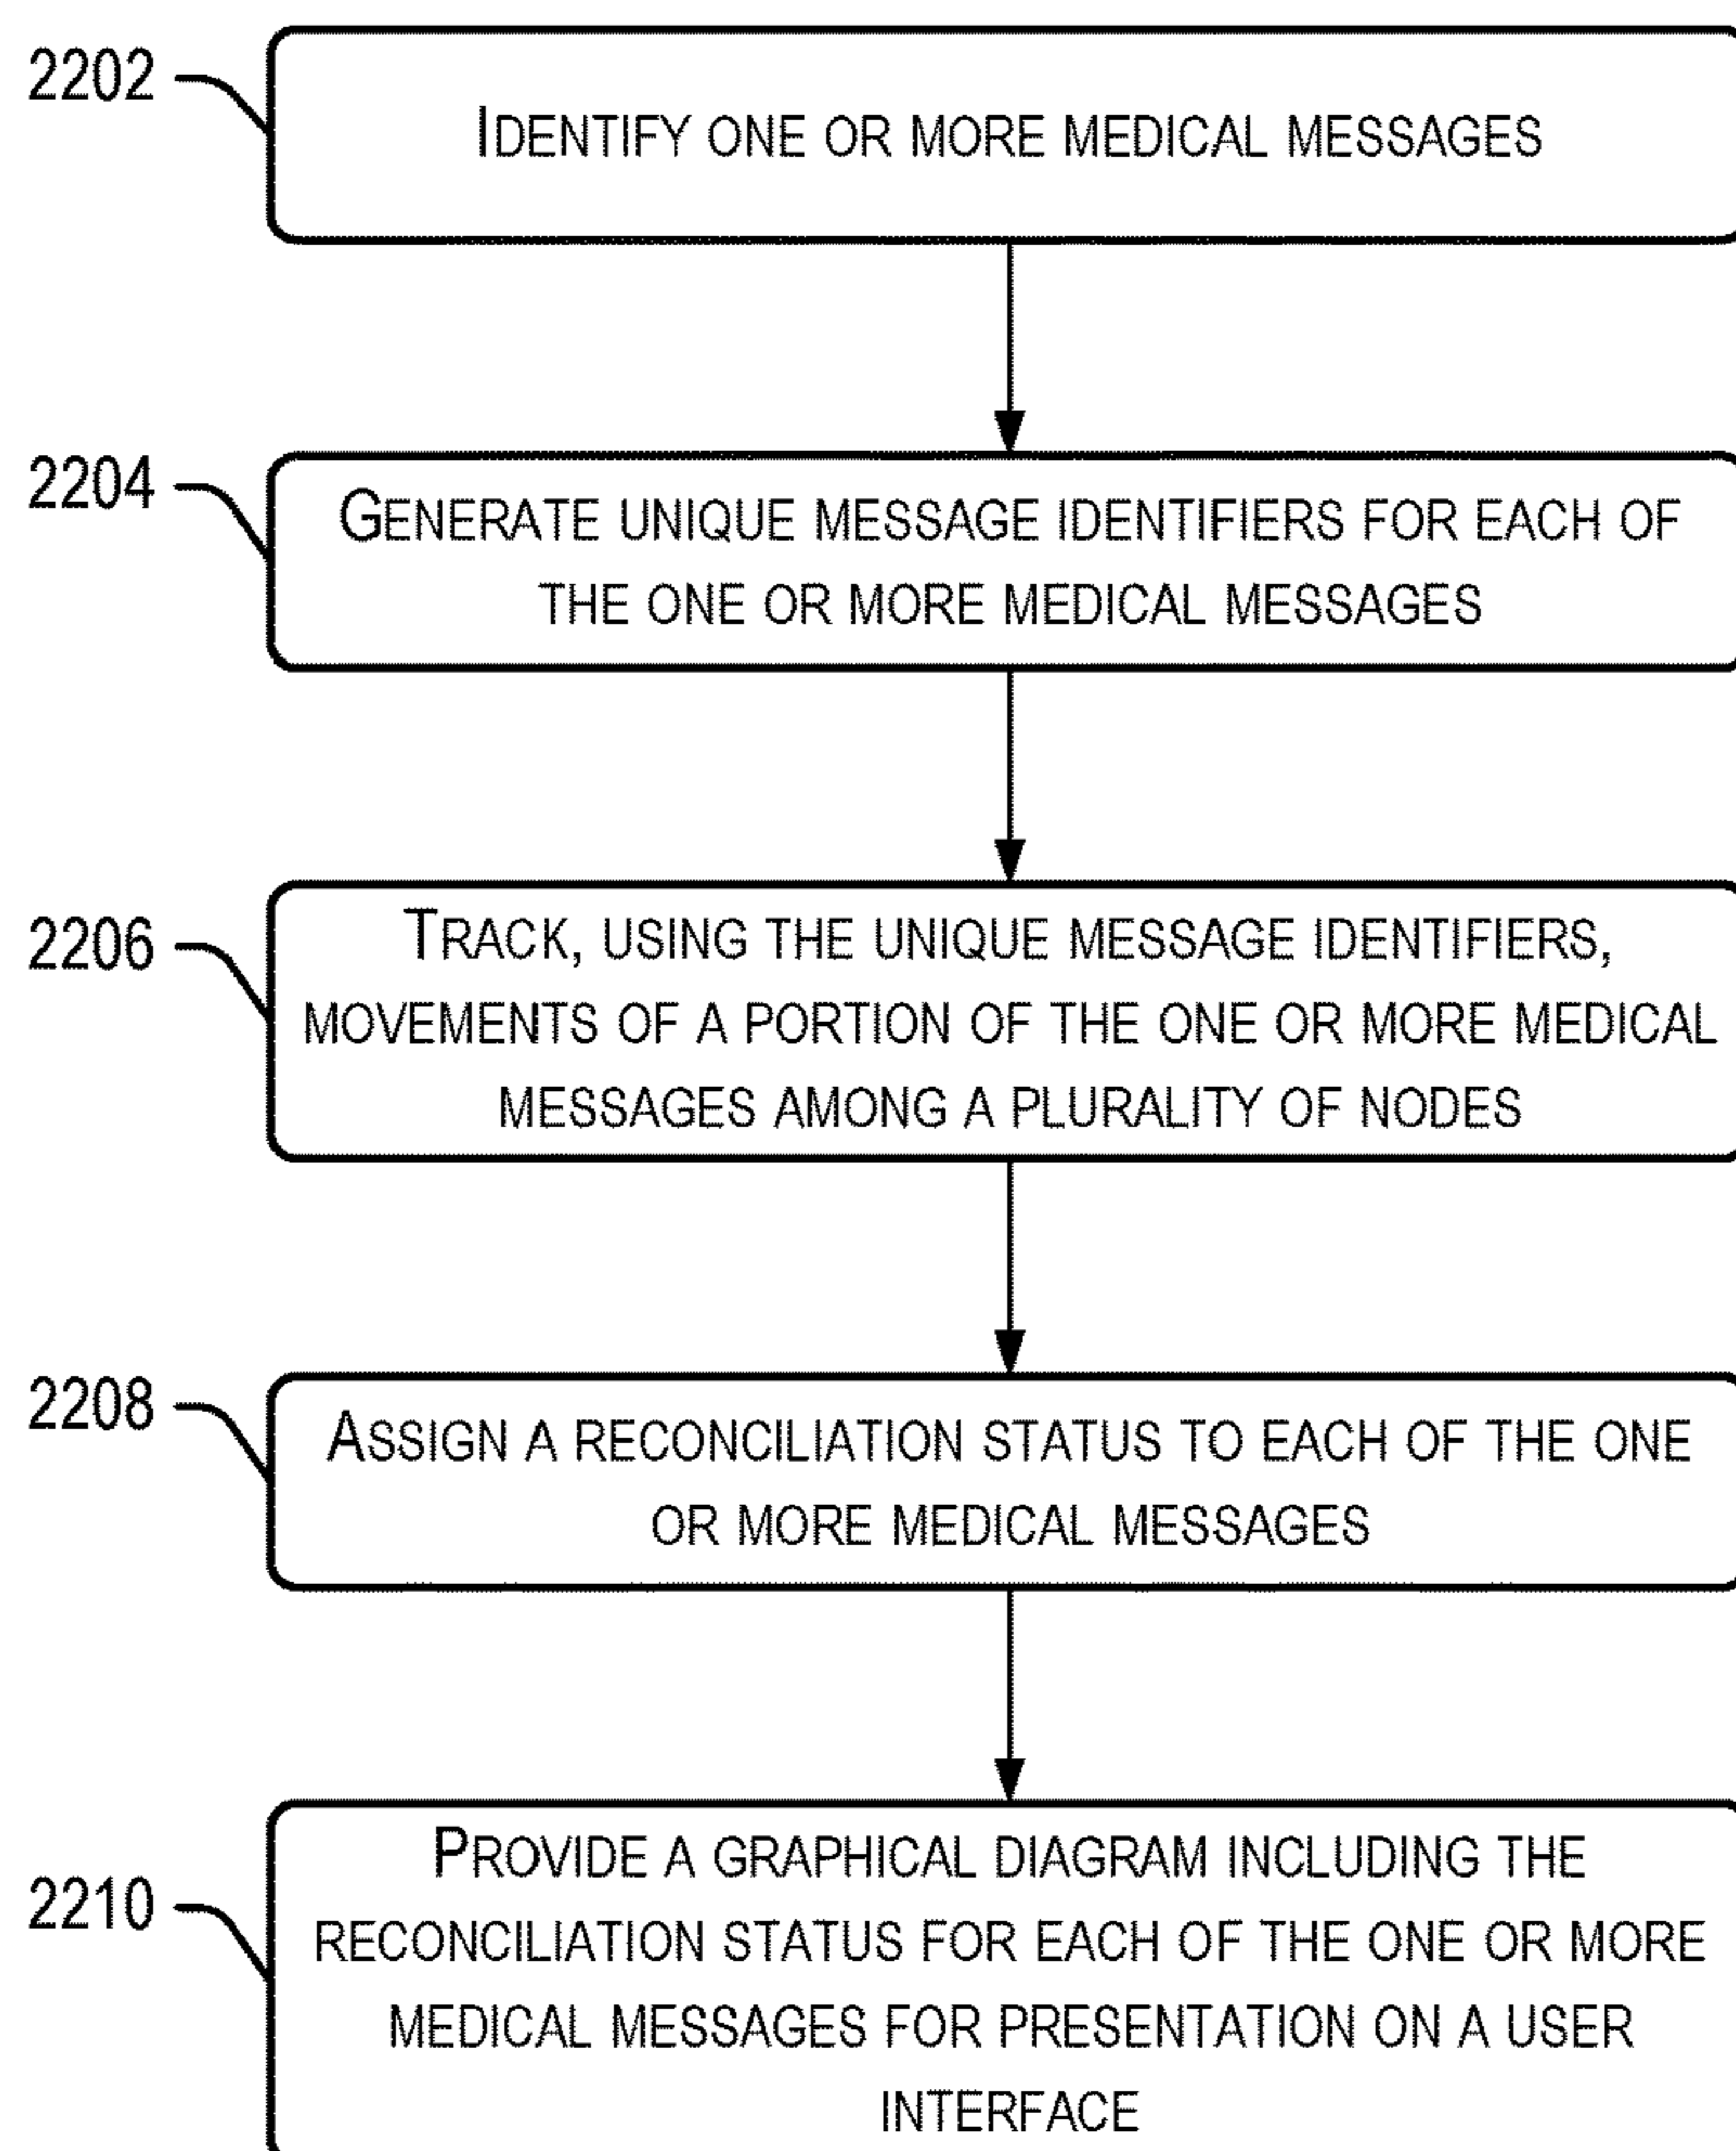 2202
IDENTIFY ONE OR MORE MEDICAL MESSAGES
2204
GENERATE UNIQUE MESSAGE IDENTIFIERS FOR EACH OF
THE ONE OR MORE MEDICAL MESSAGES
2206
TRACK, USING THE UNIQUE MESSAGE IDENTIFIERS,
MOVEMENTS OF A PORTION OF THE ONE OR MORE MEDICAL
MESSAGES AMONG A PLURALITY OF NODES
2208
ASSIGN A RECONCILIATION STATUS TO EACH OF THE ONE
OR MORE MEDICAL MESSAGES
2210
PROVIDE A GRAPHICAL DIAGRAM INCLUDING THE
RECONCILIATION STATUS FOR EACH OF THE ONE OR MORE
MEDICAL MESSAGES FOR PRESENTATION ON A USER
INTERFACE